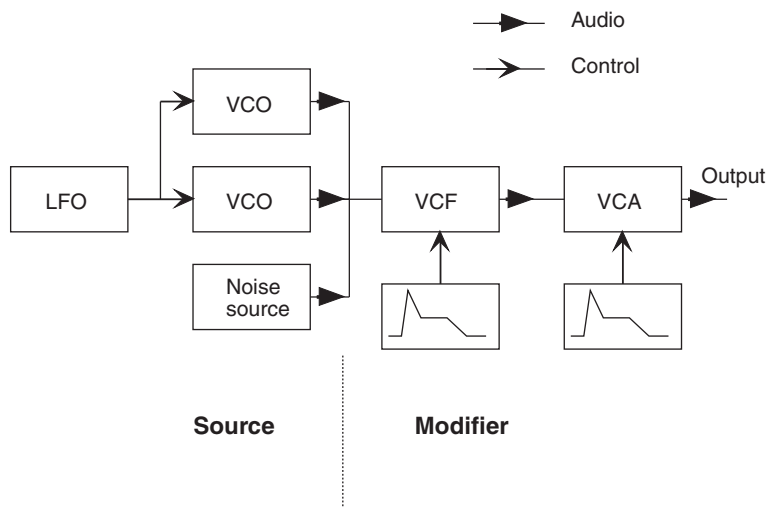 Audio
Control
VCO
LFO
VCO
VCF
VCA
Output
Noise
source
Source
Modifier